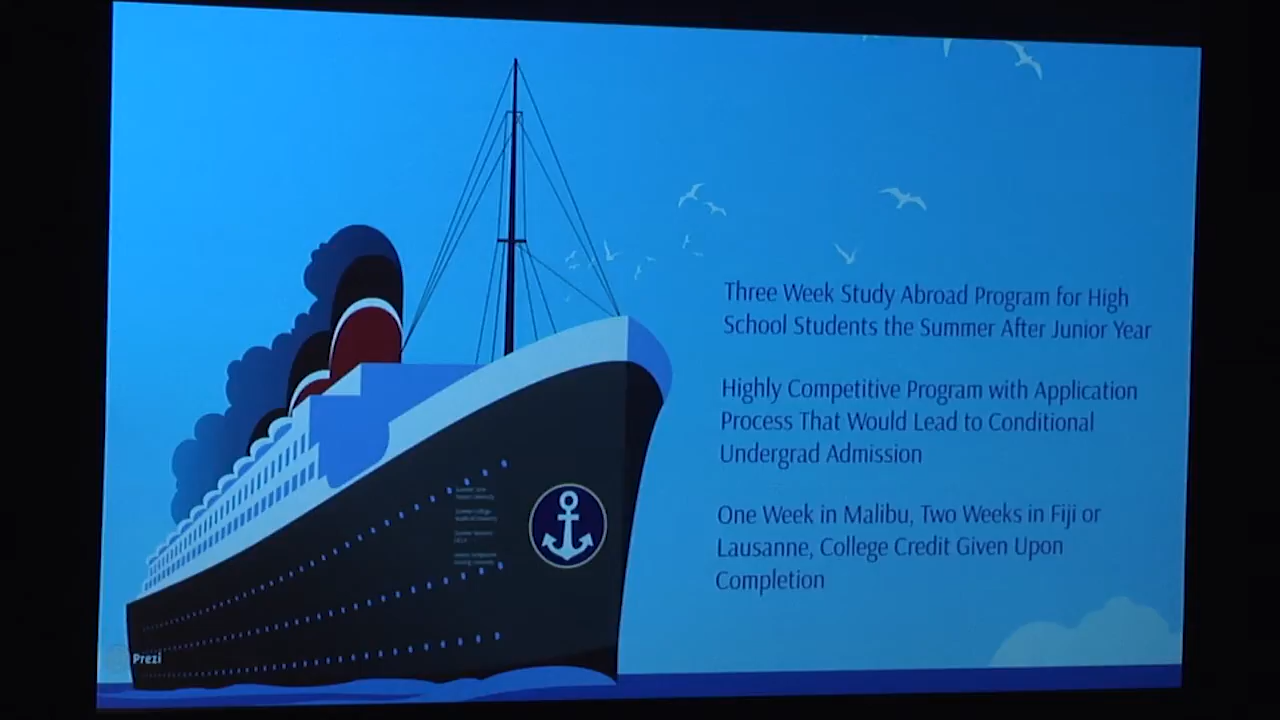 Three Week Study Abroad Program for High
School Students the Summer After Junior Year
Highly Competitive Program with Application
Process That Would Lead to Conditional
Undergrad Admission
One Week in Malibu, Two Weeks in Fiji or
Lausanne, College Credit Given Upon
Completion
Prezi